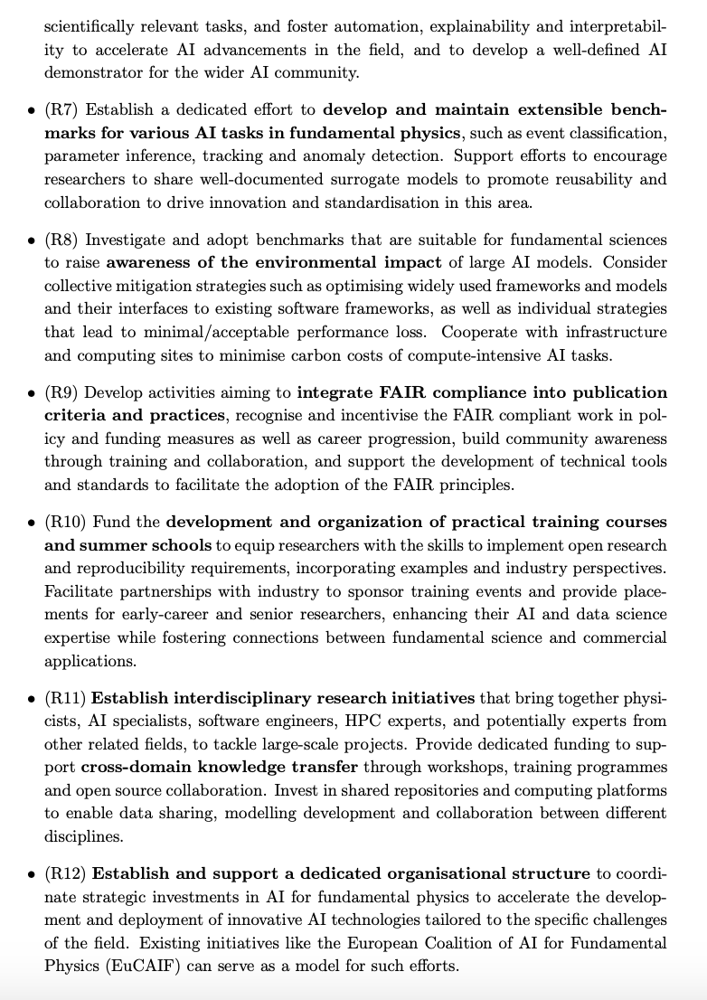 scientifically relevant tasks, and foster automation, explainability and interpretabil-
ity to accelerate AI advancements in the field, and to develop a well-defined AI
demonstrator for the wider AI community.
• (R7) Establish a dedicated effort to develop and maintain extensible bench-
marks for various AI tasks in fundamental physics, such as event classification,
parameter inference, tracking and anomaly detection. Support efforts to encourage
researchers to share well-documented surrogate models to promote reusability and
collaboration to drive innovation and standardisation in this area.
• (R8) Investigate and adopt benchmarks that are suitable for fundamental sciences
to raise awareness of the environmental impact of large AI models. Consider
collective mitigation strategies such as optimising widely used frameworks and models
and their interfaces to existing software frameworks, as well as individual strategies
that lead to minimal/acceptable performance loss. Cooperate with infrastructure
and computing sites to minimise carbon costs of compute-intensive AI tasks.
• (R9) Develop activities aiming to integrate FAIR compliance into publication
criteria and practices, recognise and incentivise the FAIR compliant work in pol-
icy and funding measures as well as career progression, build community awareness
through training and collaboration, and support the development of technical tools
and standards to facilitate the adoption of the FAIR principles.
• (R10) Fund the development and organization of practical training courses
and summer schools to equip researchers with the skills to implement open research
and reproducibility requirements, incorporating examples and industry perspectives.
Facilitate partnerships with industry to sponsor training events and provide place-
ments for early-career and senior researchers, enhancing their AI and data science
expertise while fostering connections between fundamental science and commercial
applications.
• (R11) Establish interdisciplinary research initiatives that bring together physi-
cists, AI specialists, software engineers, HPC experts, and potentially experts from
other related fields, to tackle large-scale projects. Provide dedicated funding to sup-
port cross-domain knowledge transfer through workshops, training programmes
and open source collaboration. Invest in shared repositories and computing platforms
to enable data sharing, modelling development and collaboration between different
disciplines.
• (R12) Establish and support a dedicated organisational structure to coordi-
nate strategic investments in AI for fundamental physics to accelerate the develop-
ment and deployment of innovative AI technologies tailored to the specific challenges
of the field. Existing initiatives like the European Coalition of AI for Fundamental
Physics (EuCAIF) can serve as a model for such efforts.